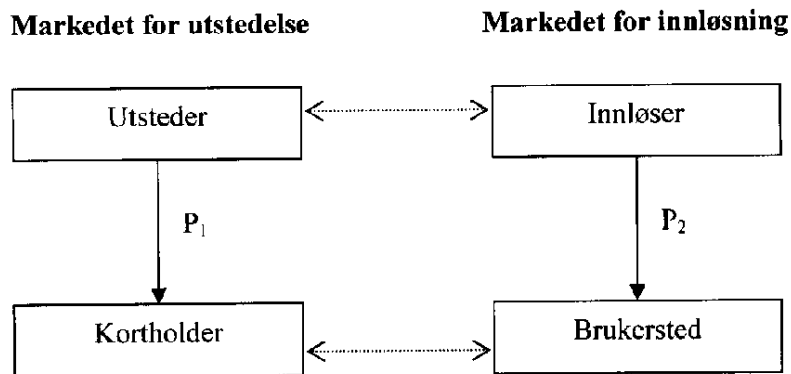 Markedet for utstedelse
Markedet for innløsning
Utsteder
Innløser
P₁
P₂
Kortholder
Brukersted